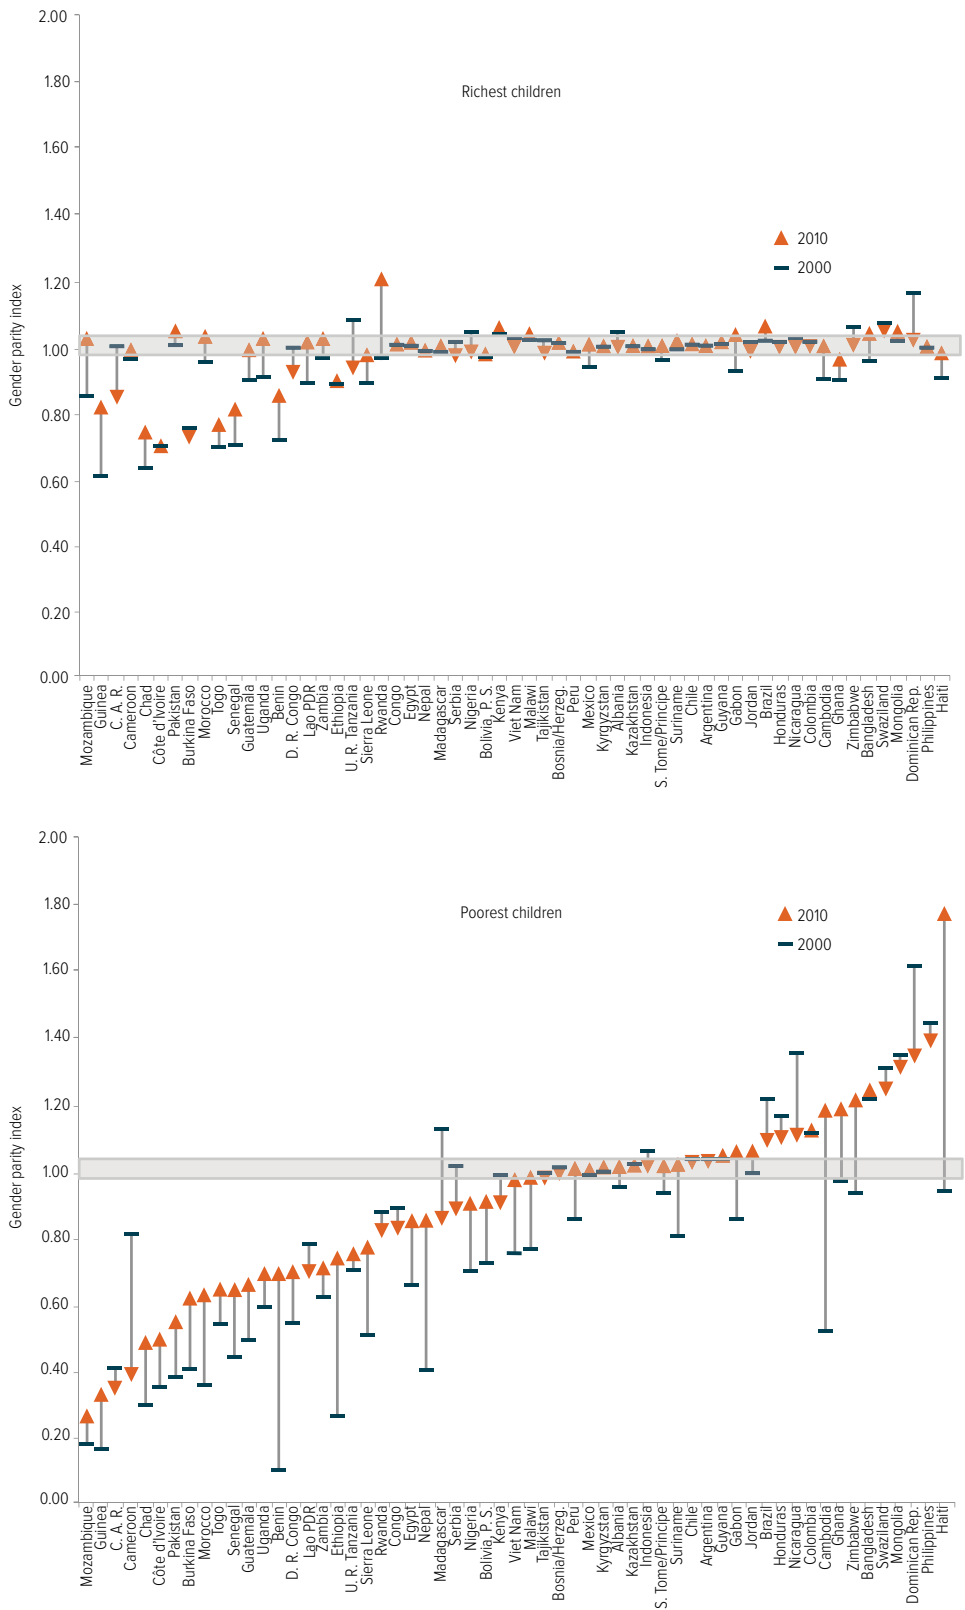 2.00
1.80
Richest children
1.60
1.40
2010
2000
1.20
1.00
0.80
0.60
0.40
0.20
0.00
Gender parity index
Mozambique
Guinea
C. A. R.
Cameroon
Chad
Côte d'Ivoire
Pakistan
Burkina Faso
Morocco
Togo
Senegal
Guatemala
Uganda
Benin
D. R. Congo
Lao PDR
Zambia
Ethiopia
U. R. Tanzania
Sierra Leone
Rwanda
Congo
Egypt
Nepal
Madagascar
Serbia
Nigeria
Bolivia, P. S.
Kenya
Viet Nam
Malawi
Tajikistan
Bosnia/Herzeg.
Peru
Mexico
Kyrgyzstan
Albania
Kazakhstan
Indonesia
S. Tome/Principe
Suriname
Chile
Argentina
Guyana
Gabon
Jordan
Brazil
Honduras
Nicaragua
Colombia
Cambodia
Ghana
Zimbabwe
Bangladesh
Swaziland
Mongolia
Dominican Rep.
Philippines
Haiti
2.00
1.80
Poorest children
2010
2000
1.60
1.40
1.20
1.00
0.80
0.60
0.40
0.20
0.00
Gender parity index
Mozambique
Guinea
C. A. R.
Cameroon
Chad
Côte d'Ivoire
Pakistan
Burkina Faso
Morocco
Togo
Senegal
Guatemala
Uganda
Benin
D. R. Congo
Lao PDR
Zambia
Ethiopia
U. R. Tanzania
Sierra Leone
Rwanda
Congo
Egypt
Nepal
Madagascar
Serbia
Nigeria
Bolivia, P. S.
Kenya
Viet Nam
Malawi
Tajikistan
Bosnia/Herzeg.
Peru
Mexico
Kyrgyzstan
Albania
Kazakhstan
Indonesia
S. Tome/Principe
Suriname
Chile
Argentina
Guyana
Gabon
Jordan
Brazil
Honduras
Nicaragua
Colombia
Cambodia
Ghana
Zimbabwe
Bangladesh
Swaziland
Mongolia
Dominican Rep.
Philippines
Haiti